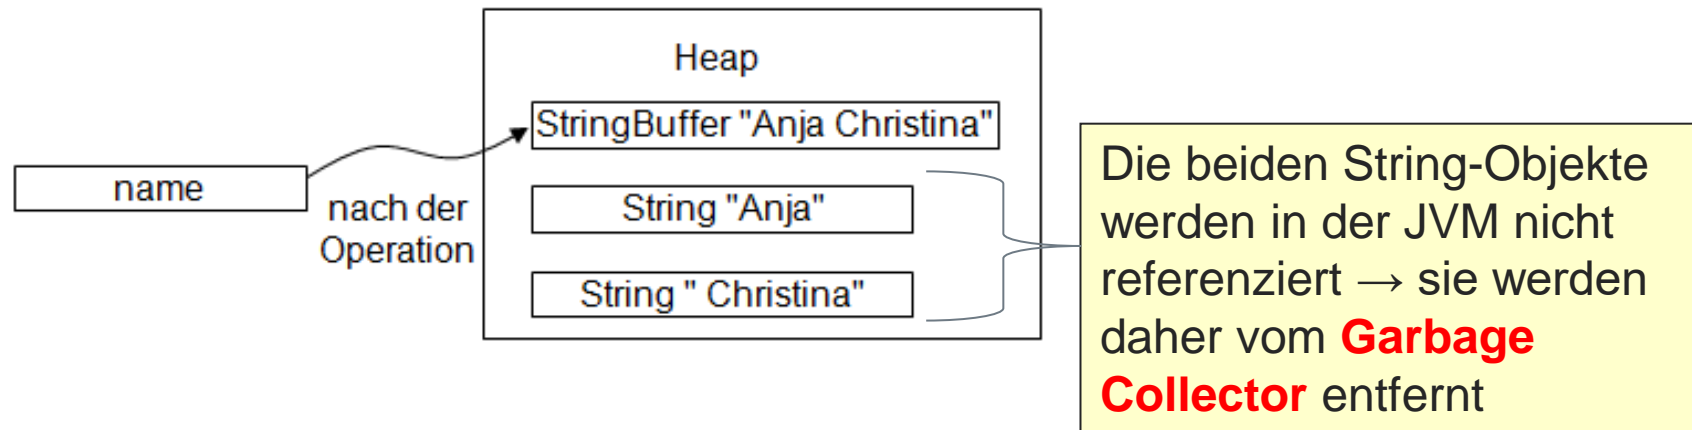 Heap
StringBuffer "Anja Christina"
name
nach der
Operation
String "Anja"
String " Christina"
Die beiden String-Objekte
werden in der JVM nicht
referenziert → sie werden
daher vom Garbage
Collector entfernt